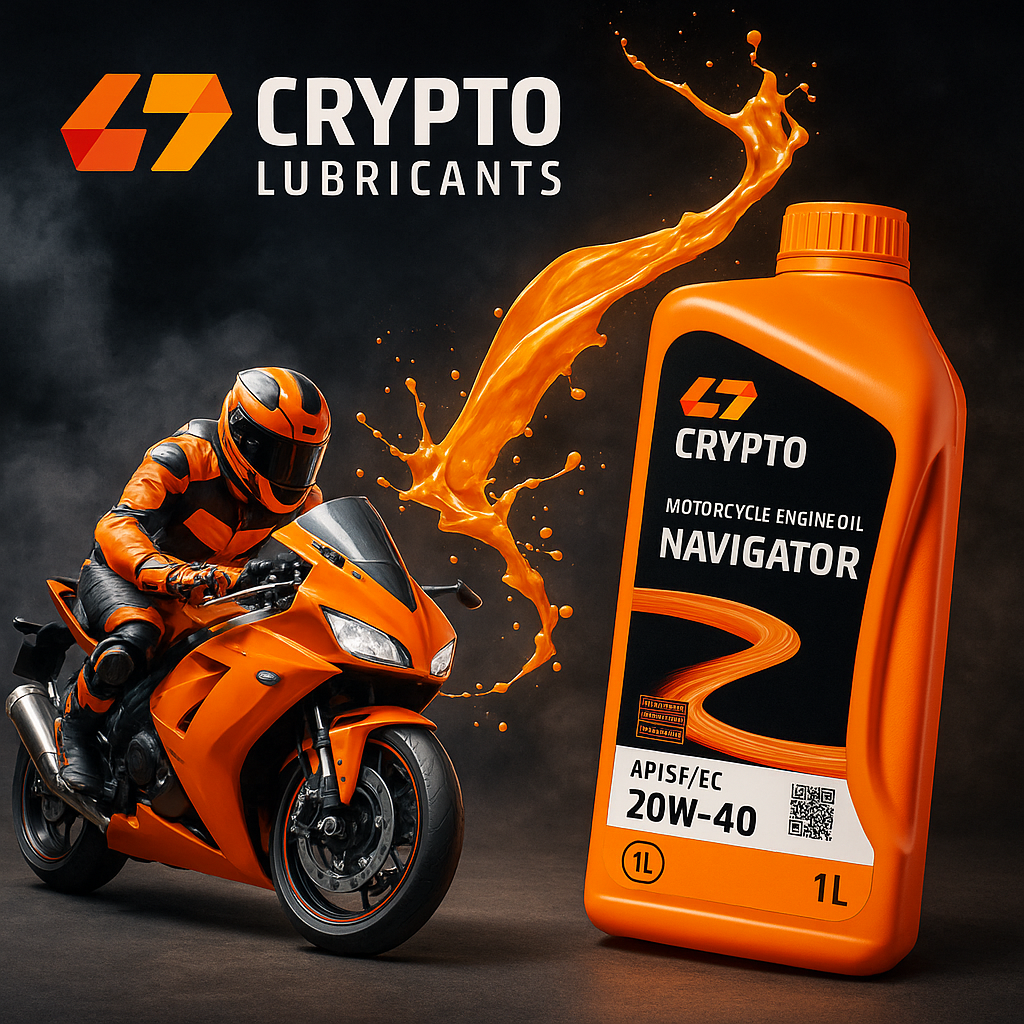 CRYPTO
LUBRICANTS
CRYPTO
MOTORCYCLE ENGINE OIL
NAVIGATOR
APISF/EC
20W-40
1L
1L